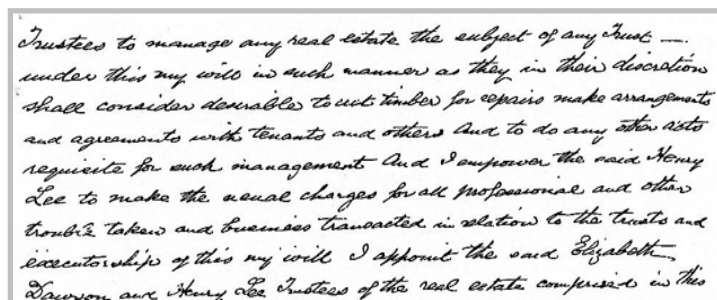 Trustees to manage any real estate the subject of any Trust —
under this my will in such manner as they in their discretion
shall consider desirable to cut timber for repairs make arrangements
and agreements with tenants and others And to do any other acts
requisite for such management And I empower the said Henry
Lee to make the usual charges for all professional and other
trouble taken and business transacted in relation to the trusts and
executorship of this my will I appoint the said Elizabeth
Dawson and Henry Lee Trustees of the real estate comprised in this